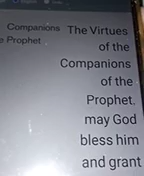 Companions
Prophet
The Virtues
of the
Companions
of the
Prophet.
may God
bless him
and grant